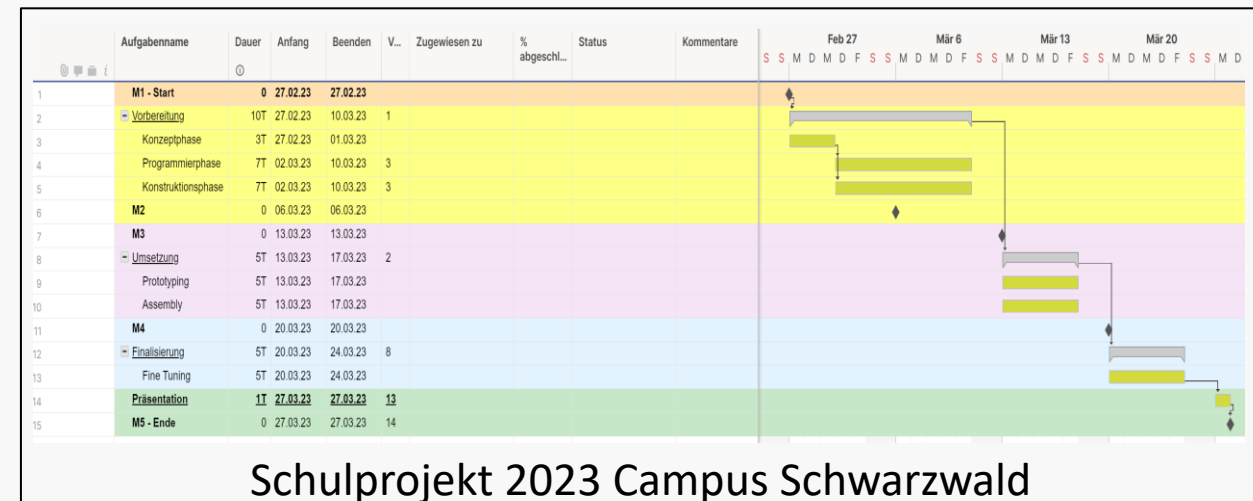 Aufgabenname Dauer Anfang Beenden V... Zugewiesen zu % abgeschl... Status Kommentare Feb 27 Mär 6 Mär 13 Mär 20
S S M D M D F S S M D M D F S S M D M D F S S M D M D F S S M D
1 M1 - Start 0 27.02.23 27.02.23
2 Vorbereitung 10T 27.02.23 10.03.23 1
3 Konzeptphase 3T 27.02.23 01.03.23
4 Programmierphase 7T 02.03.23 10.03.23 3
5 Konstruktionsphase 7T 02.03.23 10.03.23 3
6 M2 0 06.03.23 06.03.23
7 M3 0 13.03.23 13.03.23
8 Umsetzung 5T 13.03.23 17.03.23 2
9 Prototyping 5T 13.03.23 17.03.23
10 Assembly 5T 13.03.23 17.03.23
11 M4 0 20.03.23 20.03.23
12 Finalisierung 5T 20.03.23 24.03.23 8
13 Fine Tuning 5T 20.03.23 24.03.23
14 Präsentation 1T 27.03.23 27.03.23 13
15 M5 - Ende 0 27.03.23 27.03.23 14
Schulprojekt 2023 Campus Schwarzwald